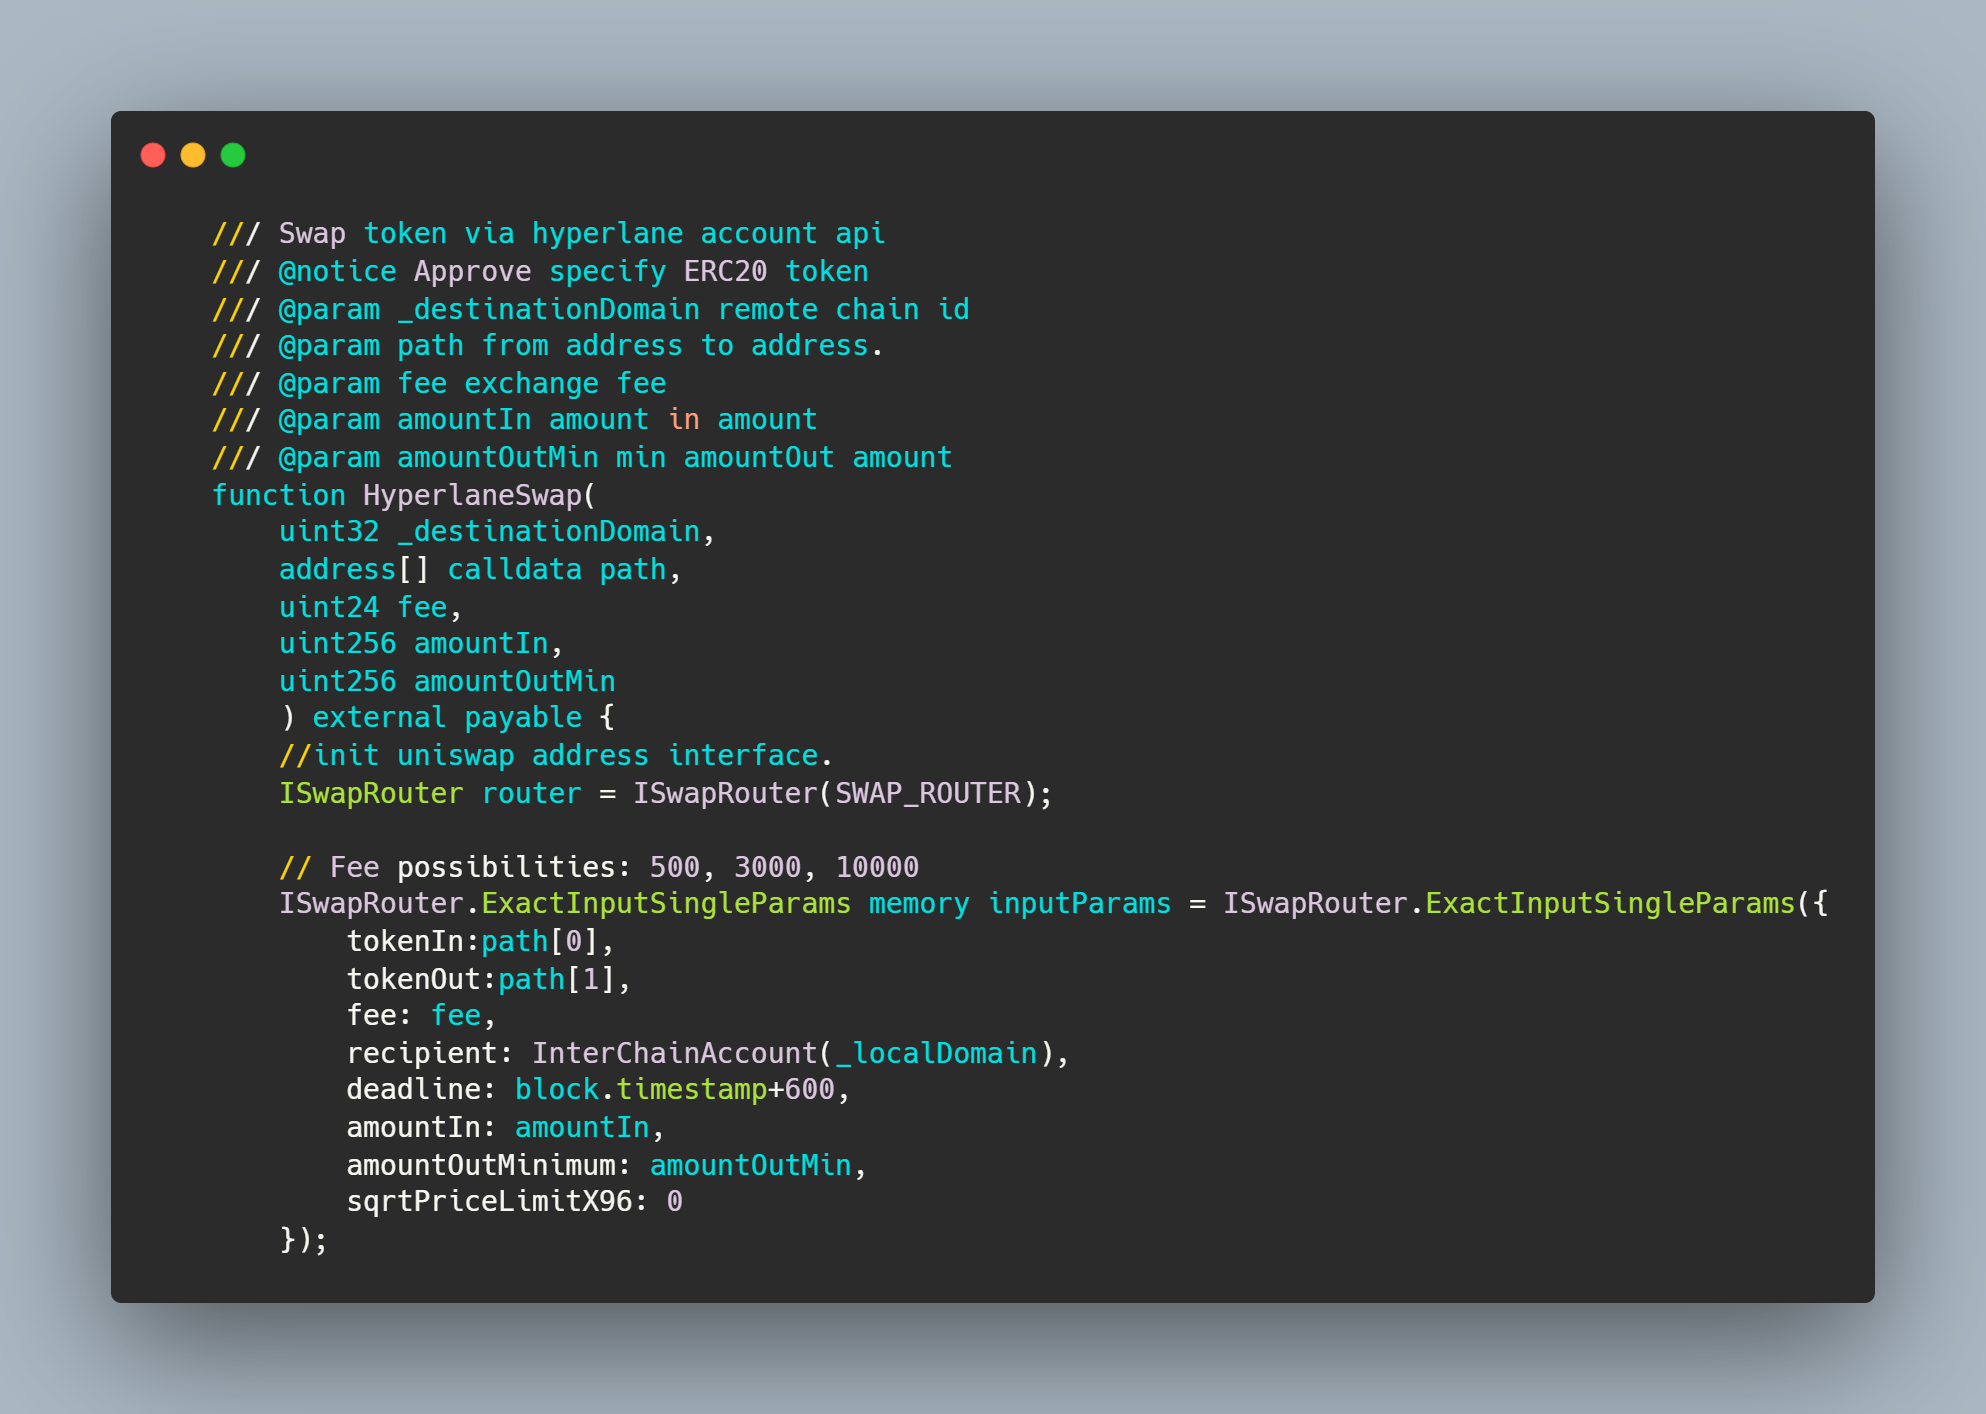 /// Swap token via hyperlane account api
/// @notice Approve specify ERC20 token
/// @param _destinationDomain remote chain id
/// @param path from address to address.
/// @param fee exchange fee
/// @param amountIn amount in amount
/// @param amountOutMin min amountOut amount
function HyperlaneSwap(
    uint32 _destinationDomain,
    address[] calldata path,
    uint24 fee,
    uint256 amountIn,
    uint256 amountOutMin
    ) external payable {
    //init uniswap address interface.
    ISwapRouter router = ISwapRouter(SWAP_ROUTER);

    // Fee possibilities: 500, 3000, 10000
    ISwapRouter.ExactInputSingleParams memory inputParams = ISwapRouter.ExactInputSingleParams({
        tokenIn:path[0],
        tokenOut:path[1],
        fee: fee,
        recipient: InterChainAccount(_localDomain),
        deadline: block.timestamp+600,
        amountIn: amountIn,
        amountOutMinimum: amountOutMin,
        sqrtPriceLimitX96: 0
    });